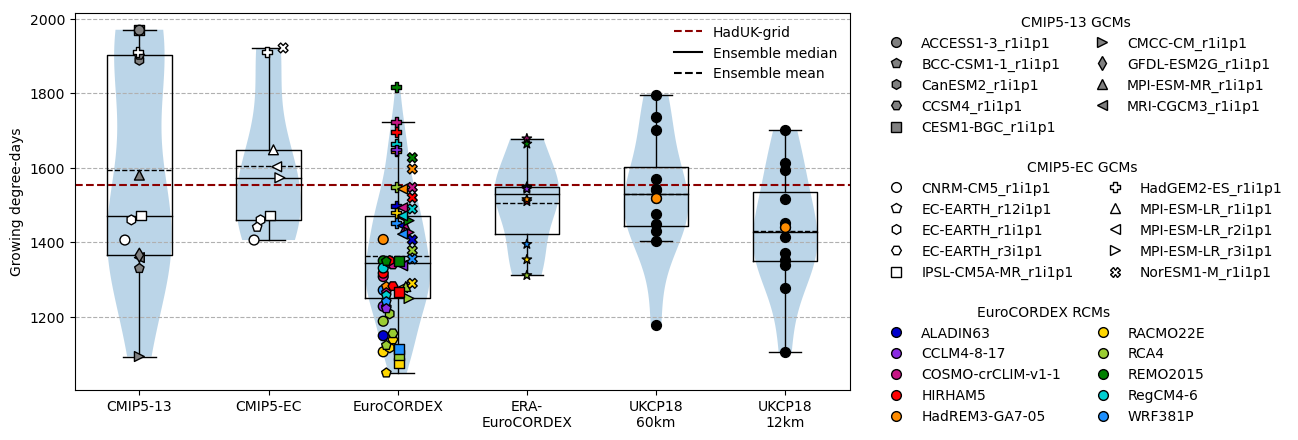 2000
1800
1600
1400
1200
Growing degree-days
HadUK-grid
Ensemble median
Ensemble mean
CMIP5-13
CMIP5-EC
EuroCORDEX
ERA-
EuroCORDEX
UKCP18
60km
UKCP18
12km
CMIP5-13 GCMs
ACCESS1-3_r1i1p1
BCC-CSM1-1_r1i1p1
CanESM2_r1i1p1
CCSM4_r1i1p1
CESM1-BGC_r1i1p1
CMCC-CM_r1i1p1
GFDL-ESM2G_r1i1p1
MPI-ESM-MR_r1i1p1
MRI-CGCM3_r1i1p1
CMIP5-EC GCMs
CNRM-CM5_r1i1p1
EC-EARTH_r12i1p1
EC-EARTH_r1i1p1
EC-EARTH_r3i1p1
IPSL-CM5A-MR_r1i1p1
HadGEM2-ES_r1i1p1
MPI-ESM-LR_r1i1p1
MPI-ESM-LR_r2i1p1
MPI-ESM-LR_r3i1p1
NorESM1-M_r1i1p1
EuroCORDEX RCMs
ALADIN63
CCLM4-8-17
COSMO-crCLIM-v1-1
HIRHAM5
HadREM3-GA7-05
RACMO22E
RCA4
REMO2015
RegCM4-6
WRF381P